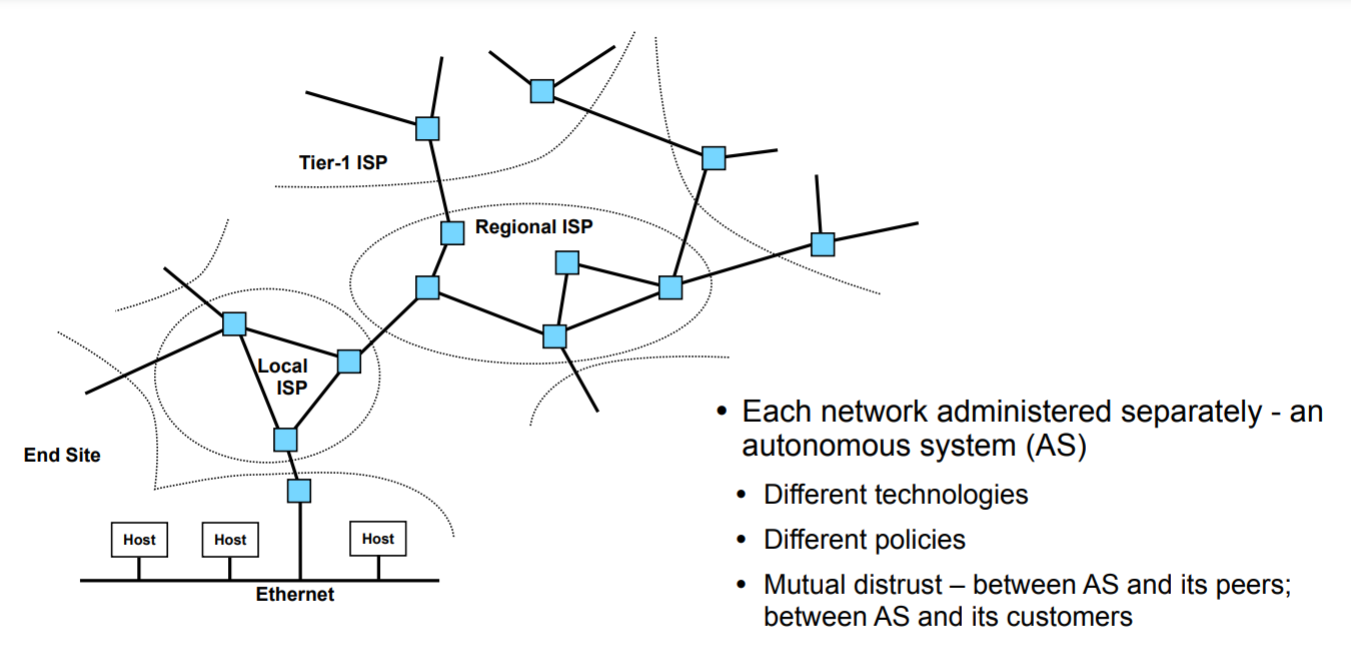 Tier-1 ISP
Regional ISP
Local
ISP
End Site
Host
Host
Host
Ethernet
• Each network administered separately - an
autonomous system (AS)
• Different technologies
• Different policies
• Mutual distrust – between AS and its peers;
between AS and its customers